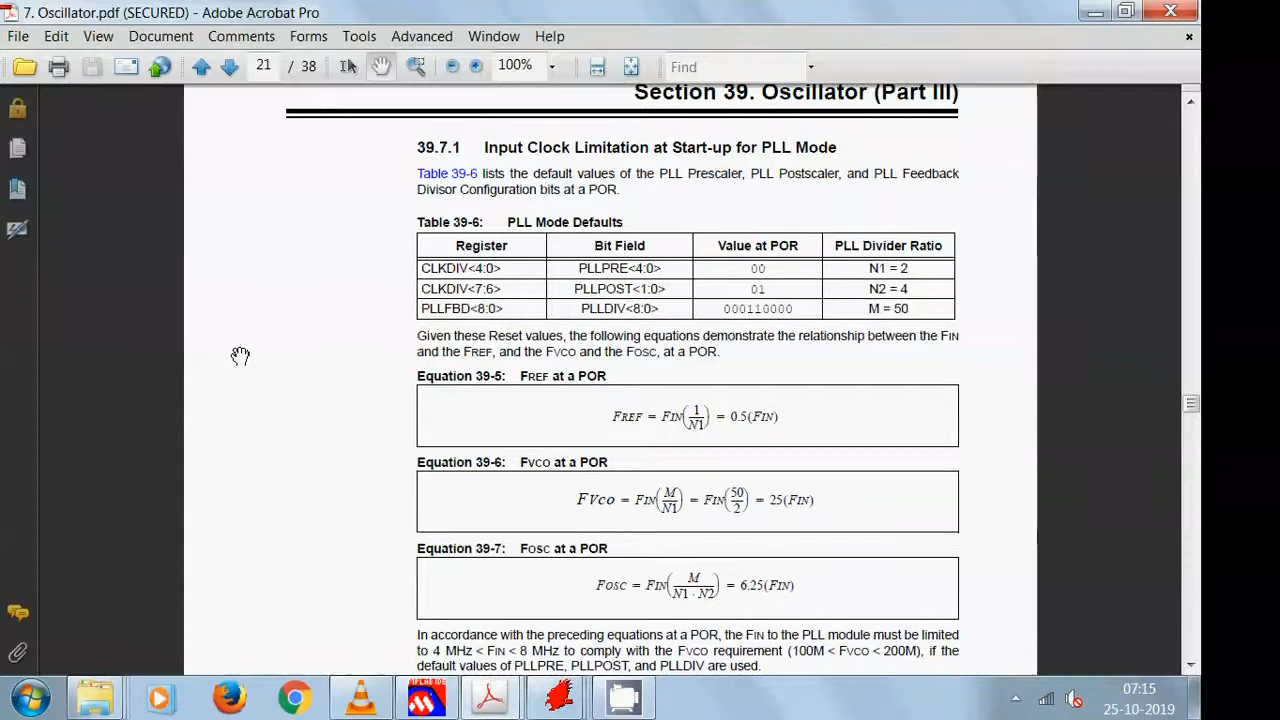 7. Oscillator.pdf (SECURED) - Adobe Acrobat Pro
File Edit View Document Comments Forms Tools Advanced Window Help
21 / 38 100% Find
Section 39. Oscillator (Part III)
39.7.1 Input Clock Limitation at Start-up for PLL Mode
Table 39-6 lists the default values of the PLL Prescaler, PLL Postscaler, and PLL Feedback
Divisor Configuration bits at a POR.
Table 39-6: PLL Mode Defaults
Register Bit Field Value at POR PLL Divider Ratio
CLKDIV<4:0> PLLPRE<4:0> 00 N1 = 2
CLKDIV<7:6> PLLPOST<1:0> 01 N2 = 4
PLLFBD<8:0> PLLDIV<8:0> 000110000 M = 50
Given these Reset values, the following equations demonstrate the relationship between the FIN
and the FREF, and the FVCO and the FOSC, at a POR.
Equation 39-5: FREF at a POR
FREF = FIN(1/N1) = 0.5(FIN)
Equation 39-6: FVCO at a POR
FVCO = FIN(M/N1) = FIN(50/2) = 25(FIN)
Equation 39-7: FOSC at a POR
FOSC = FIN(M/N1·N2) = 6.25(FIN)
In accordance with the preceding equations at a POR, the FIN to the PLL module must be limited
to 4 MHz < FIN < 8 MHz to comply with the FVCO requirement (100M < FVCO < 200M), if the
default values of PLLPRE, PLLPOST, and PLLDIV are used.
07:15
25-10-2019